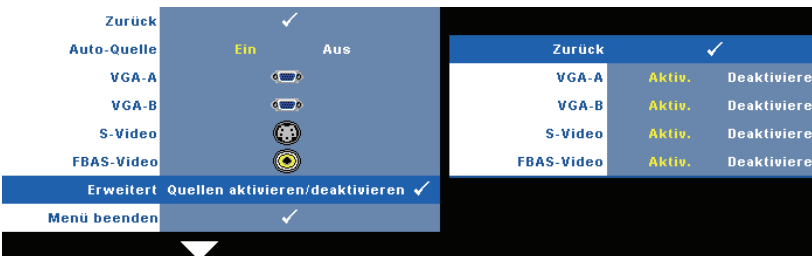 Zurück
Auto-Quelle Ein Aus
VGA-A
VGA-B
S-Video
FBAS-Video
Erweitert Quellen aktivieren/deaktivieren
Menü beenden
Zurück
VGA-A Aktiv. Deaktiviere
VGA-B Aktiv. Deaktiviere
S-Video Aktiv. Deaktiviere
FBAS-Video Aktiv. Deaktiviere